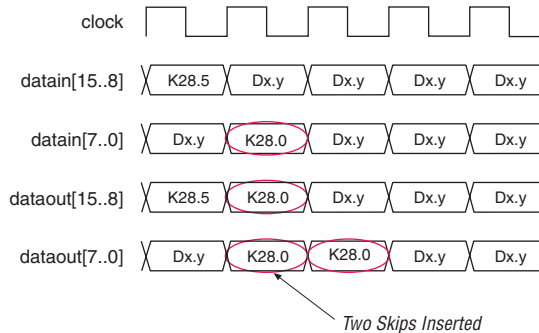 clock
datain[15..8] K28.5 Dx.y Dx.y Dx.y Dx.y
datain[7..0] Dx.y K28.0 Dx.y Dx.y Dx.y
dataout[15..8] K28.5 K28.0 Dx.y Dx.y Dx.y
dataout[7..0] Dx.y K28.0 K28.0 Dx.y Dx.y
Two Skips Inserted